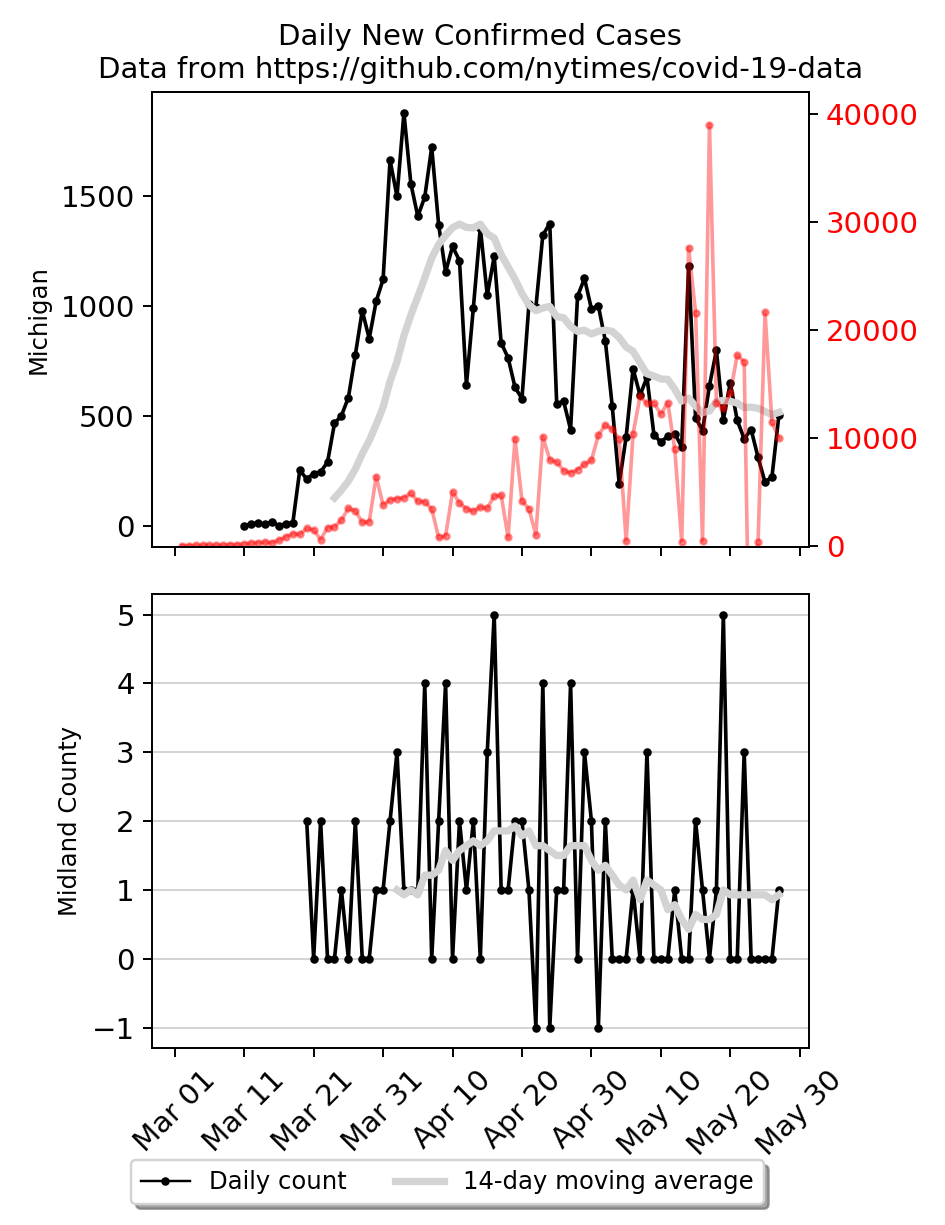 Daily New Confirmed Cases
Data from https://github.com/nytimes/covid-19-data
Michigan
1500
1000
500
0
40000
30000
20000
10000
0
Midland County
5
4
3
2
1
0
−1
Mar 01
Mar 11
Mar 21
Mar 31
Apr 10
Apr 20
Apr 30
May 10
May 20
May 30
Daily count
14-day moving average